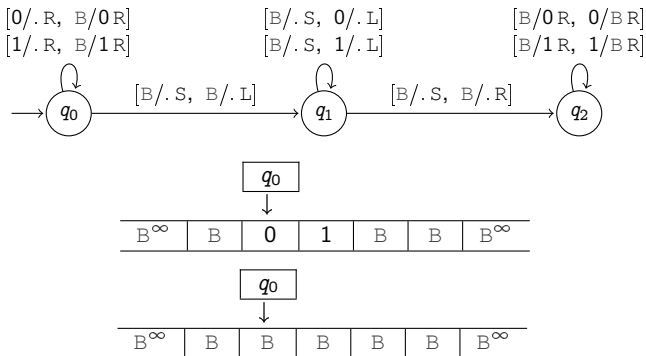 [0/. R, B/0 R] [B/. S, 0/. L] [B/0 R, 0/B R]
[1/. R, B/1 R] [B/. S, 1/. L] [B/1 R, 1/B R]
[B/. S, B/. L] [B/. S, B/. R]
q₀ q₁ q₂
q₀
B∞ B 0 1 B B B∞
q₀
B∞ B B B B B B∞